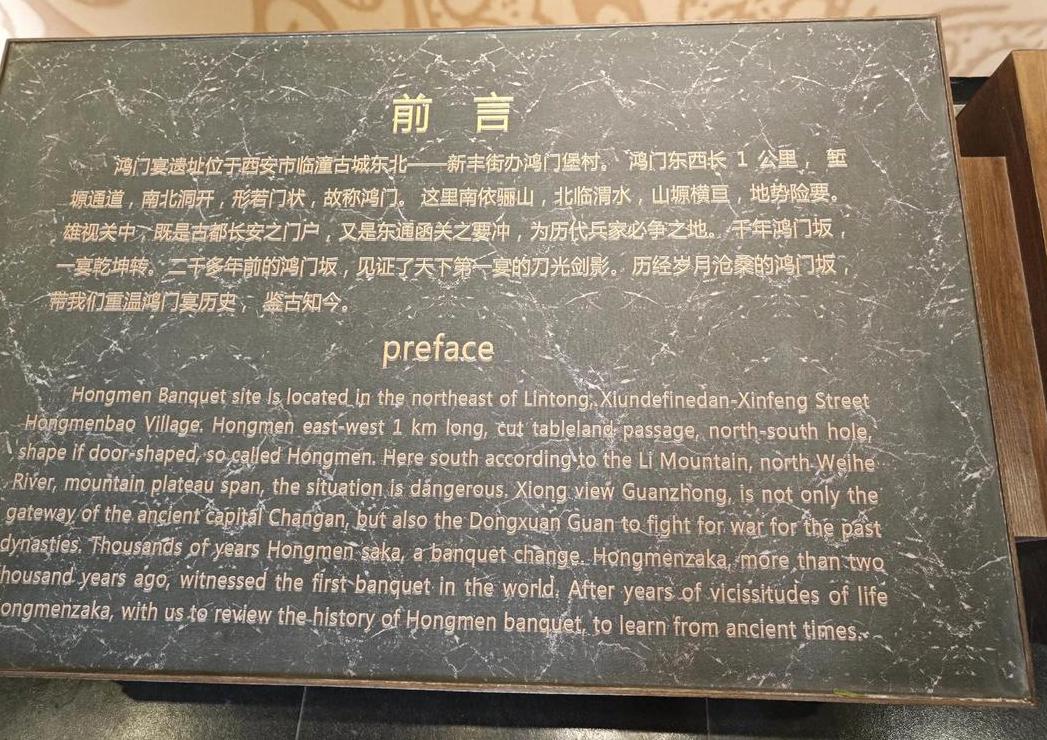 前 言
鸿门宴遗址位于西安市临潼古城东北——新丰街办鸿门堡村。 鸿门东西长 1 公里， 堑
塬通道，南北洞开，形若门状，故称鸿门。 这里南依骊山，北临渭水，山塬横亘，地势险要。
雄视关中，既是古都长安之门户，又是东通函关之要冲，为历代兵家必争之地。 千年鸿门坂，
一宴乾坤转。二千多年前的鸿门坂，见证了天下第一宴的刀光剑影。 历经岁月沧桑的鸿门坂，
带我们重温鸿门宴历史， 鉴古知今。
preface
Hongmen Banquet site is located in the northeast of Lintong, Xiundefinedan-Xinfeng Street
Hongmenbao Village. Hongmen east-west 1 km long, cut tableland passage, north-south hole,
shape if door-shaped, so called Hongmen. Here south according to the Li Mountain, north Weihe
River, mountain plateau span, the situation is dangerous. Xiong view Guanzhong, is not only the
gateway of the ancient capital Changan, but also the Dongxuan Guan to fight for war for the past
dynasties. Thousands of years Hongmen saka, a banquet change. Hongmenzaka, more than two
housand years ago, witnessed the first banquet in the world. After years of vicissitudes of life
ongmenzaka, with us to review the history of Hongmen banquet, to learn from ancient times.